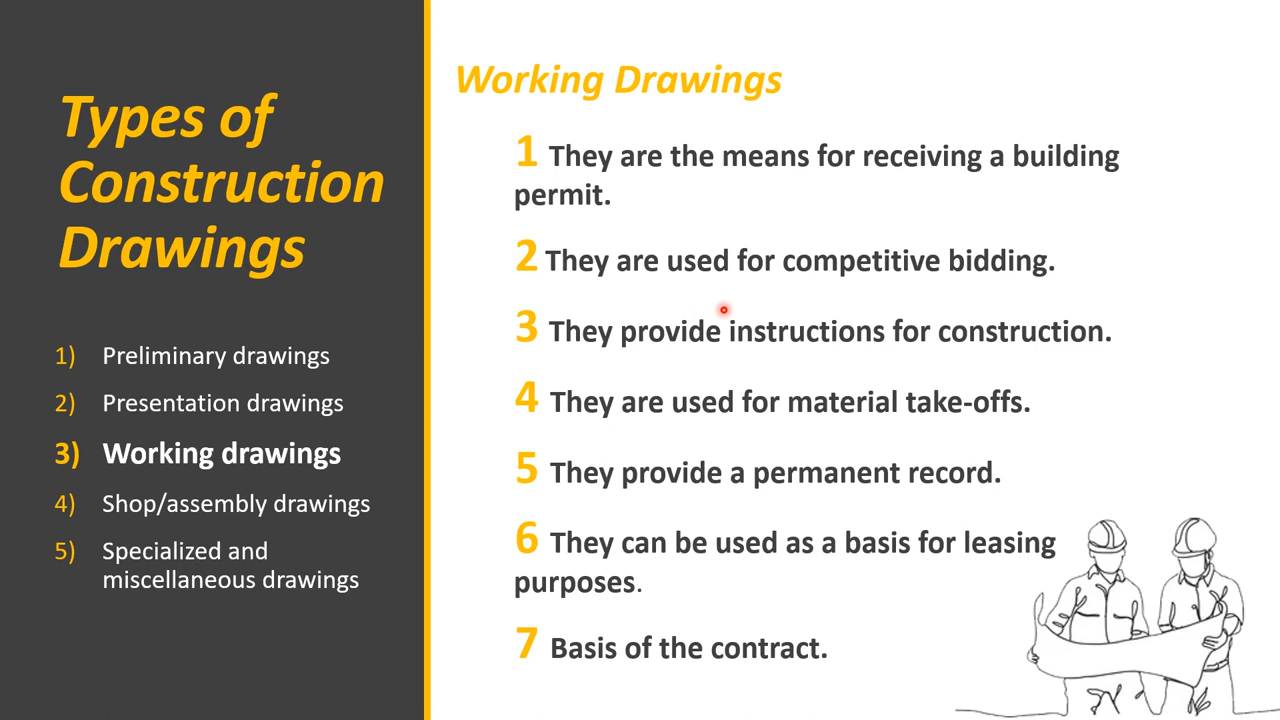 Types of
Construction
Drawings
1) Preliminary drawings
2) Presentation drawings
3) Working drawings
4) Shop/assembly drawings
5) Specialized and
miscellaneous drawings
Working Drawings
1 They are the means for receiving a building
permit.
2 They are used for competitive bidding.
3 They provide instructions for construction.
4 They are used for material take-offs.
5 They provide a permanent record.
6 They can be used as a basis for leasing
purposes.
7 Basis of the contract.